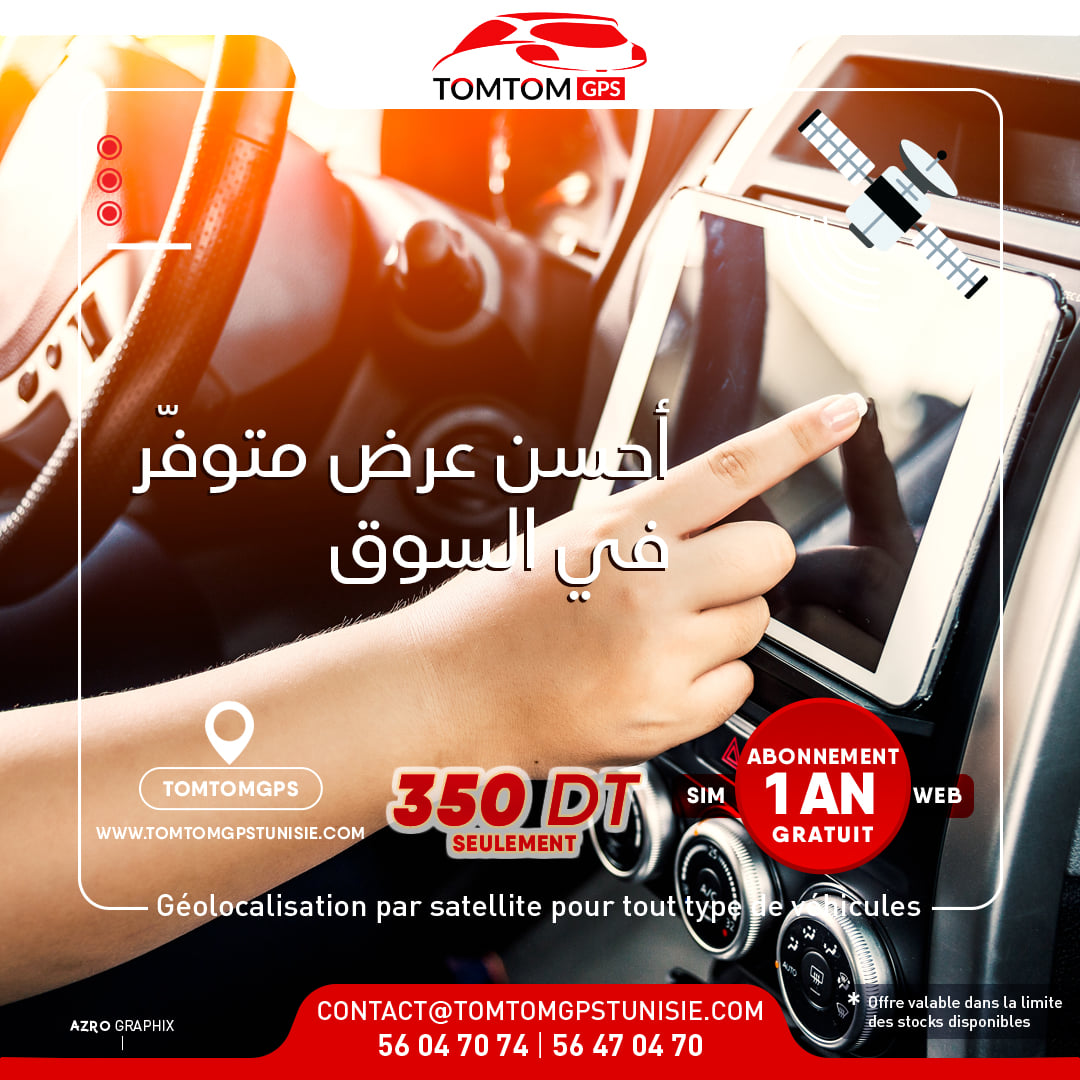 TOMTOM GPS
أحسن عرض متوفّر
في السوق
TOMTOMGPS
WWW.TOMTOMGPSTUNISIE.COM
350 DT
SEULEMENT
SIM
ABONNEMENT
1 AN
GRATUIT
WEB
Géolocalisation par satellite pour tout type de véhicules
* Offre valable dans la limite
des stocks disponibles
AZRO GRAPHIX
CONTACT@TOMTOMGPSTUNISIE.COM
56 04 70 74 | 56 47 04 70
A/C
AUTO